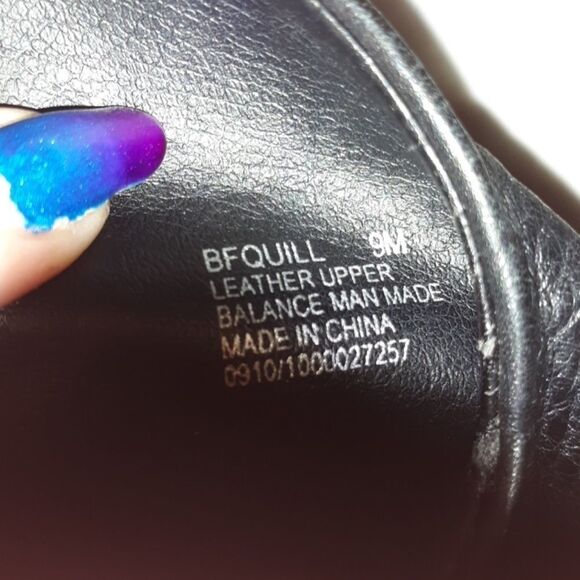 BFQUILL 9M
LEATHER UPPER
BALANCE MAN MADE
MADE IN CHINA
0910/1000027257